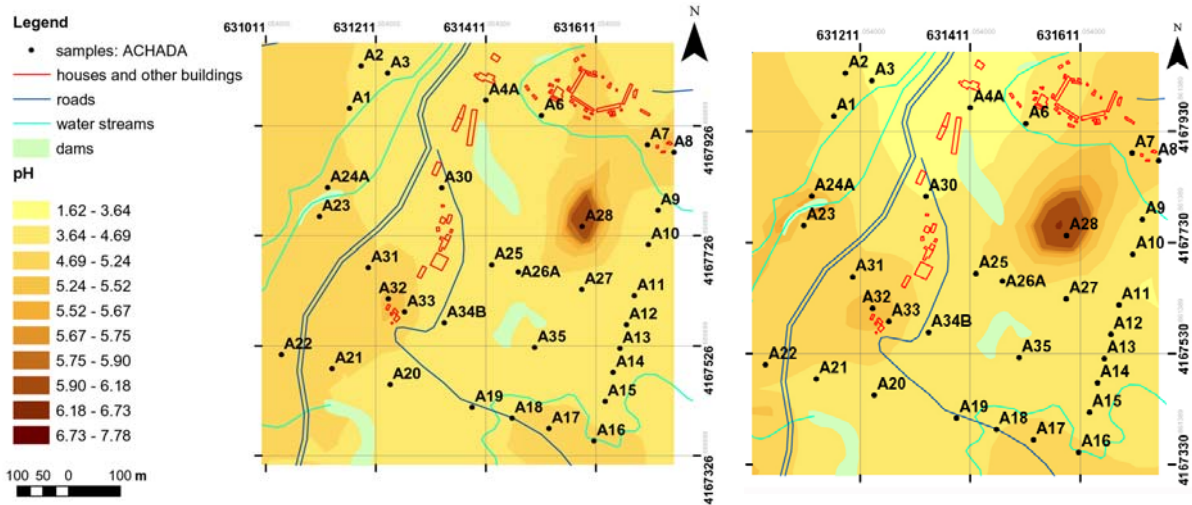 Legend
samples: ACHADA
houses and other buildings
roads
water streams
dams
pH
1.62 - 3.64
3.64 - 4.69
4.69 - 5.24
5.24 - 5.52
5.52 - 5.67
5.67 - 5.75
5.75 - 5.90
5.90 - 6.18
6.18 - 6.73
6.73 - 7.78
100 50 0 100 m
631011 631211 631411 631611
N
A2
A3
A1
A4A
A6
A7
A8
A24A
A30
A9
A23
A28
A10
A31
A25
A26A
A27
A11
A32
A33
A34B
A12
A35
A13
A22
A21
A14
A20
A15
A19
A18
A17
A16
4167926
4167726
4167526
4167326
631211 631411 631611
N
A2
A3
A1
A4A
A6
A7
A8
A24A
A30
A9
A23
A28
A10
A31
A25
A26A
A27
A11
A32
A33
A34B
A12
A35
A13
A22
A21
A14
A20
A15
A19
A18
A17
A16
4167930
4167730
4167530
4167330